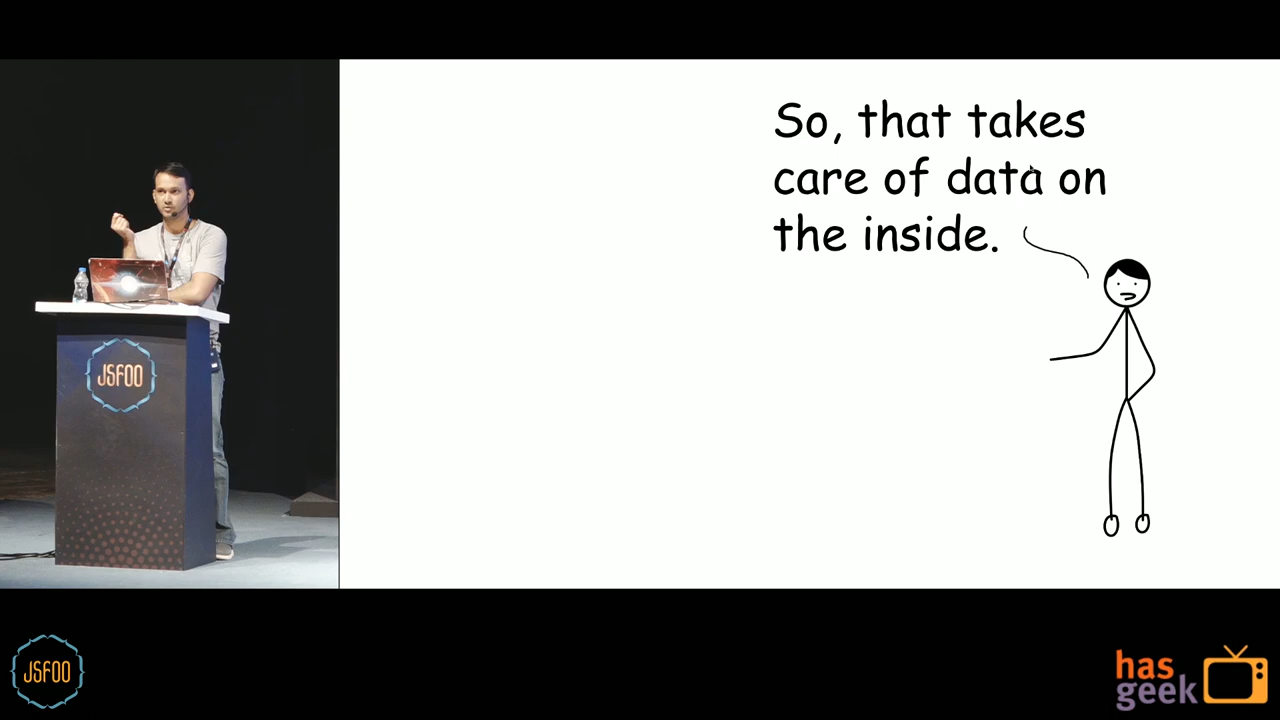 So, that takes
care of data on
the inside.
JSFOO
JSFOO
has
geek